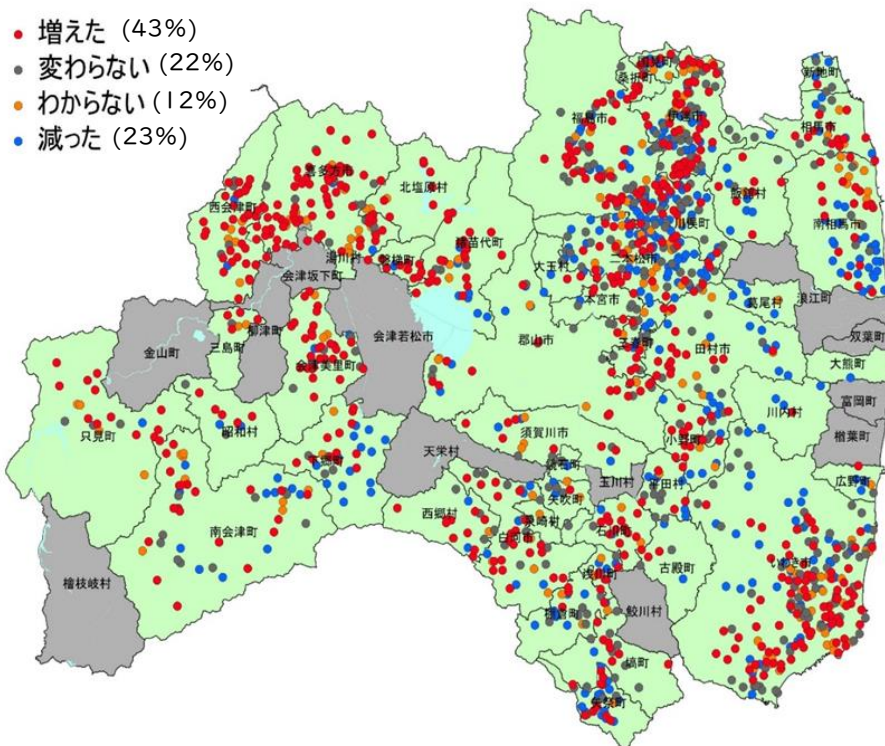 増えた (43%)
変わらない (22%)
わからない (12%)
減った (23%)
国見町
桑折町
新地町
福島市
伊達市
相馬市
喜多方市
北塩原村
飯舘村
西会津町
川俣町
南相馬市
猪苗代町
二本松市
湯川村
磐梯町
大玉村
会津坂下町
本宮市
葛尾村
浪江町
会津若松市
柳津町
郡山市
三春町
双葉町
金山町
三島町
田村市
会津美里町
大熊町
富岡町
川内村
只見町
昭和村
須賀川市
小野町
楢葉町
天栄村
下郷町
鏡石町
玉川村
平田村
広野町
矢吹町
西郷村
泉崎村
南会津町
白河市
石川町
いわき市
古殿町
浅川町
檜枝岐村
棚倉町
鮫川村
塙町
矢祭町